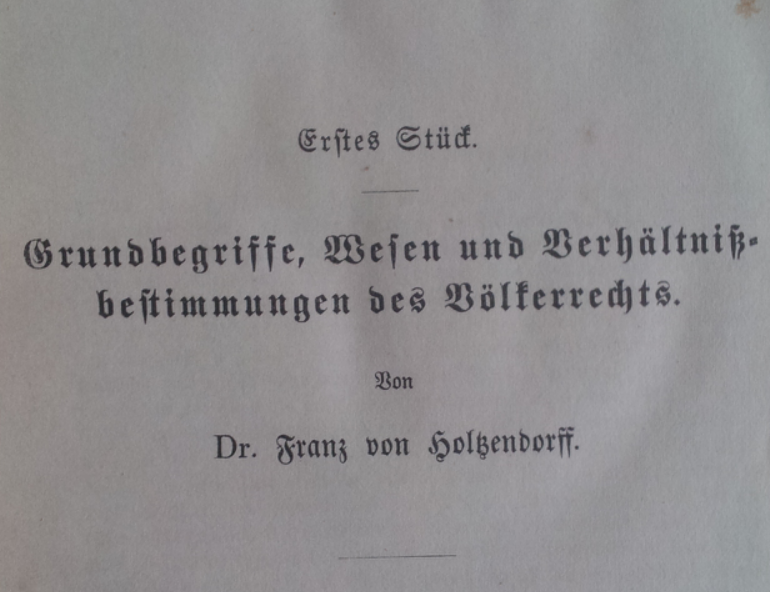 Erſtes Stück.
Grundbegriffe, Weſen und Verhältniß-
beſtimmungen des Völkerrechts.
Von
Dr. Franz von Holtzendorff.